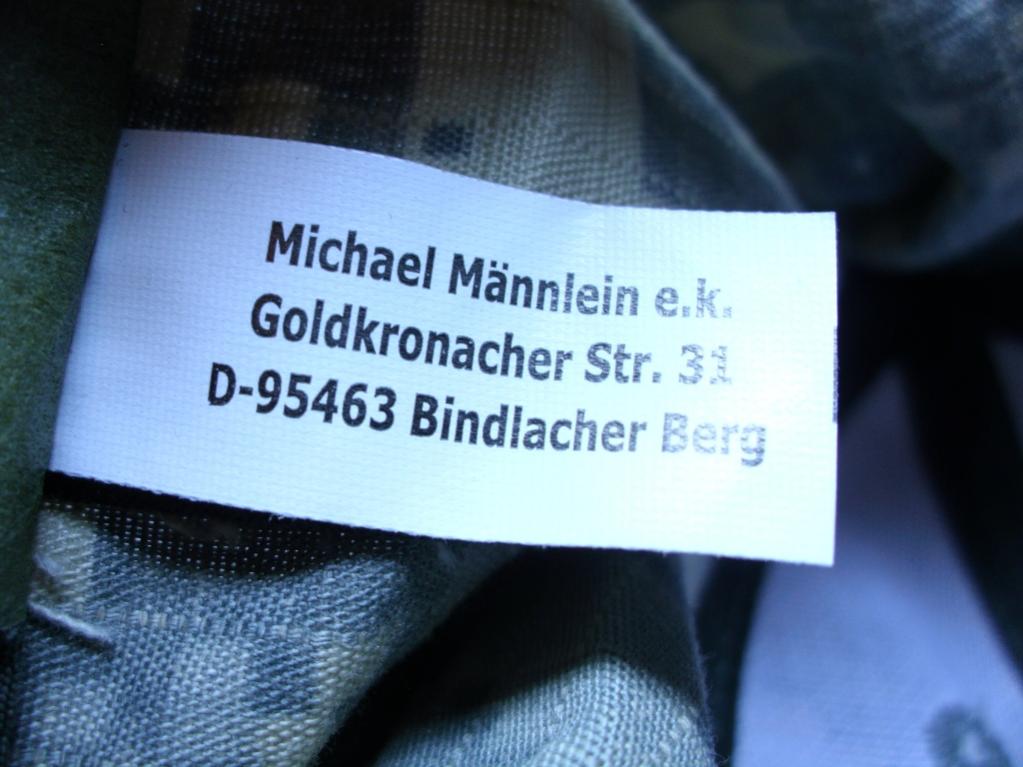 Michael Männlein e.k.
Goldkronacher Str. 31
D-95463 Bindlacher Berg